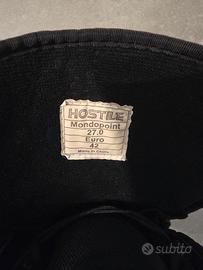 HOSTILE
Mondopoint
27.0
Euro
42
Made in China
subito